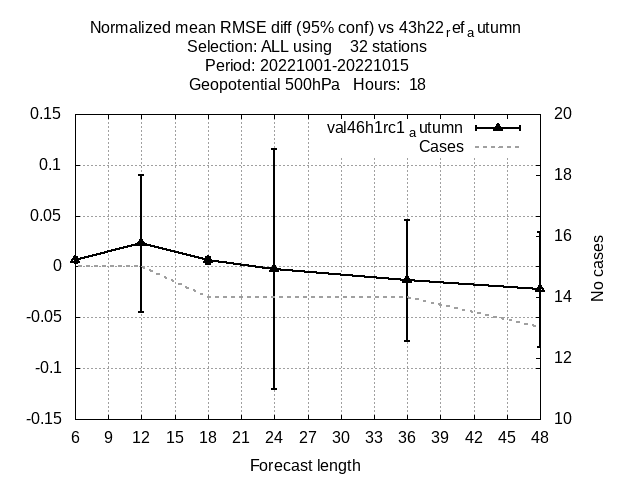 Normalized mean RMSE diff (95% conf) vs 43h22ᵣefₐutumn
Selection: ALL using 32 stations
Period: 20221001-20221015
Geopotential 500hPa Hours: 18
0.15 20
val46h1rc1ₐutumn
Cases
0.1 18
0.05 16
0
No cases
-0.05 14
-0.1 12
-0.15 10
6 9 12 15 18 21 24 27 30 33 36 39 42 45 48
Forecast length